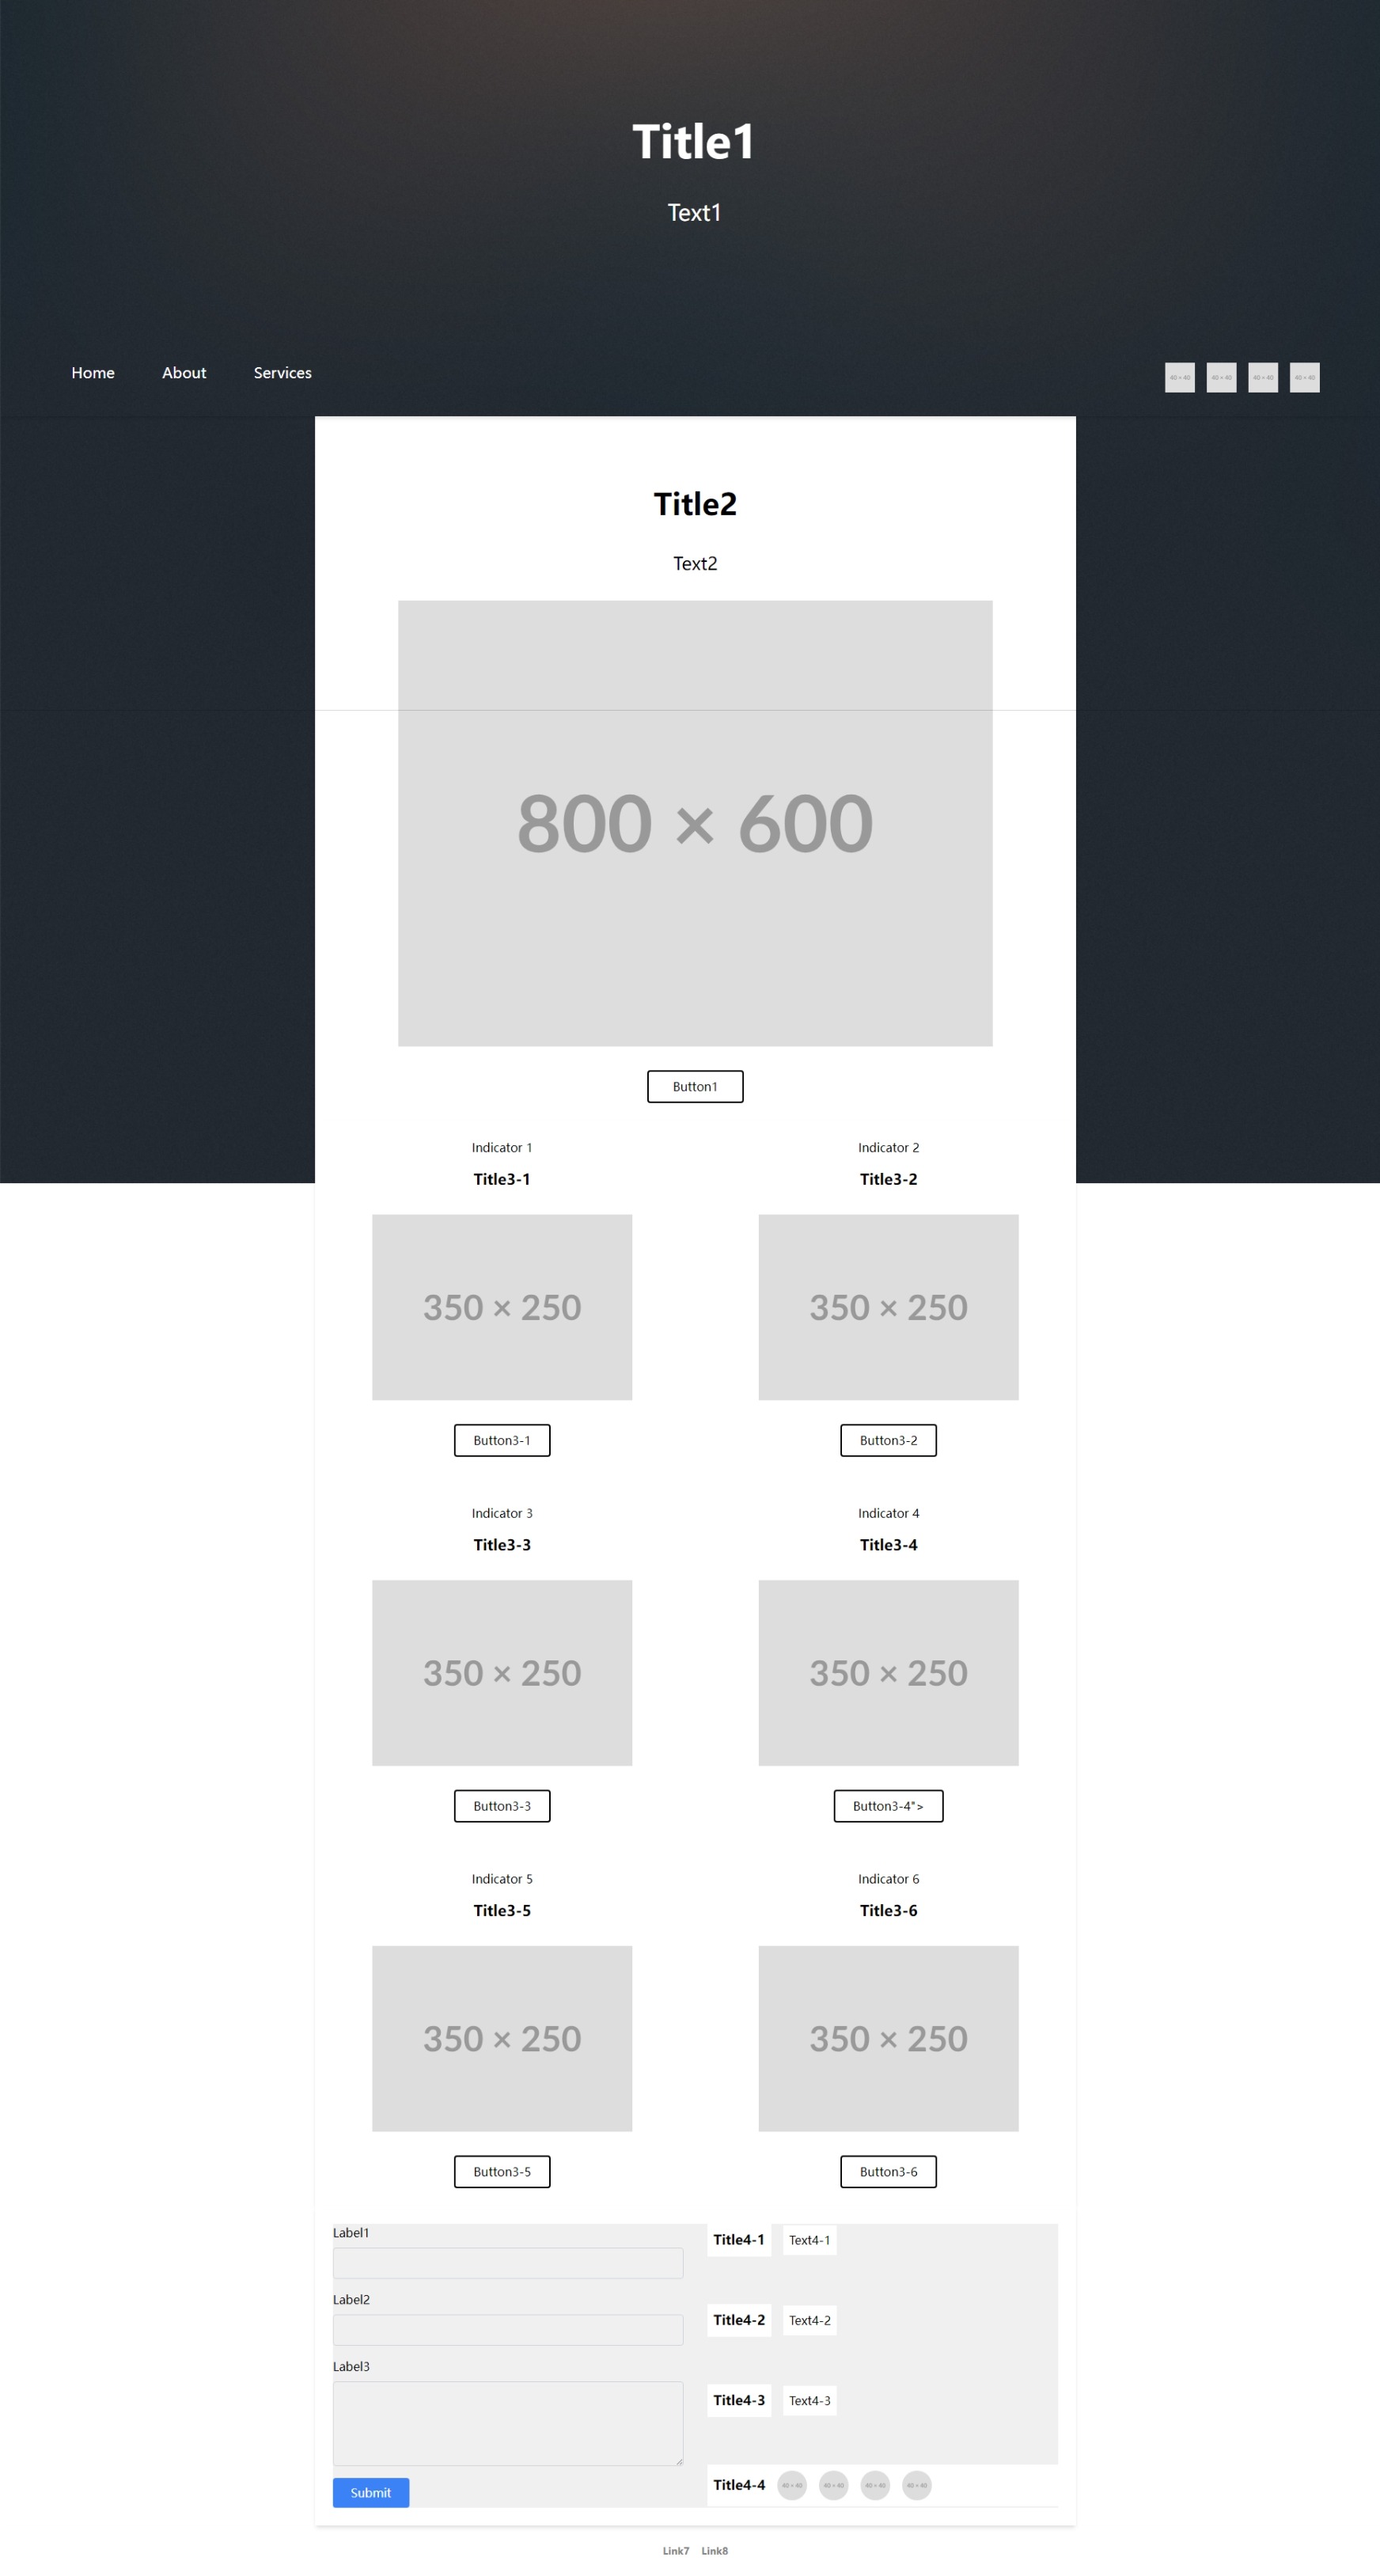 Title1
Text1
Home About Services
40 × 40 40 × 40 40 × 40 40 × 40
Title2
Text2
800 × 600
Button1
Indicator 1 Indicator 2
Title3-1 Title3-2
350 × 250 350 × 250
Button3-1 Button3-2
Indicator 3 Indicator 4
Title3-3 Title3-4
350 × 250 350 × 250
Button3-3 Button3-4">
Indicator 5 Indicator 6
Title3-5 Title3-6
350 × 250 350 × 250
Button3-5 Button3-6
Label1
Label2
Label3
Submit
Title4-1 Text4-1
Title4-2 Text4-2
Title4-3 Text4-3
Title4-4 40 × 40 40 × 40 40 × 40 40 × 40
Link7 Link8